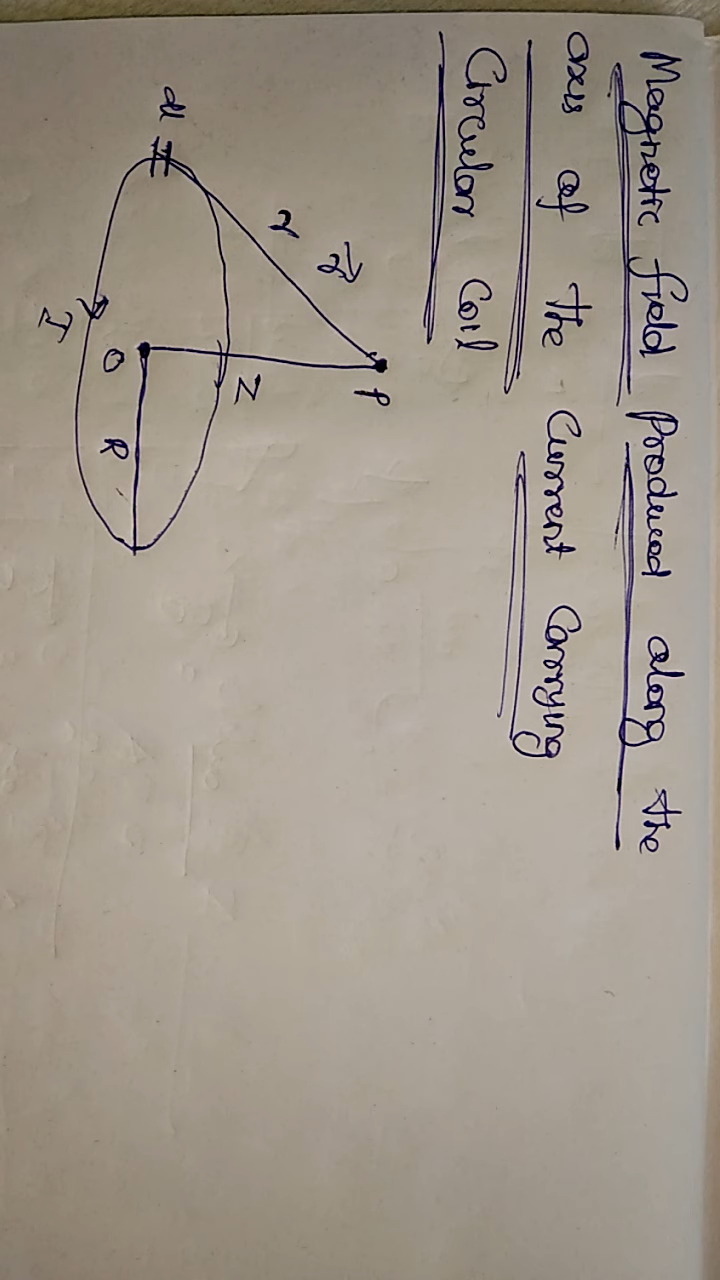 Magnetic field Produced along the
axis of the Current Carrying
Circular Coil
r
P
dl
Z
O
R
I